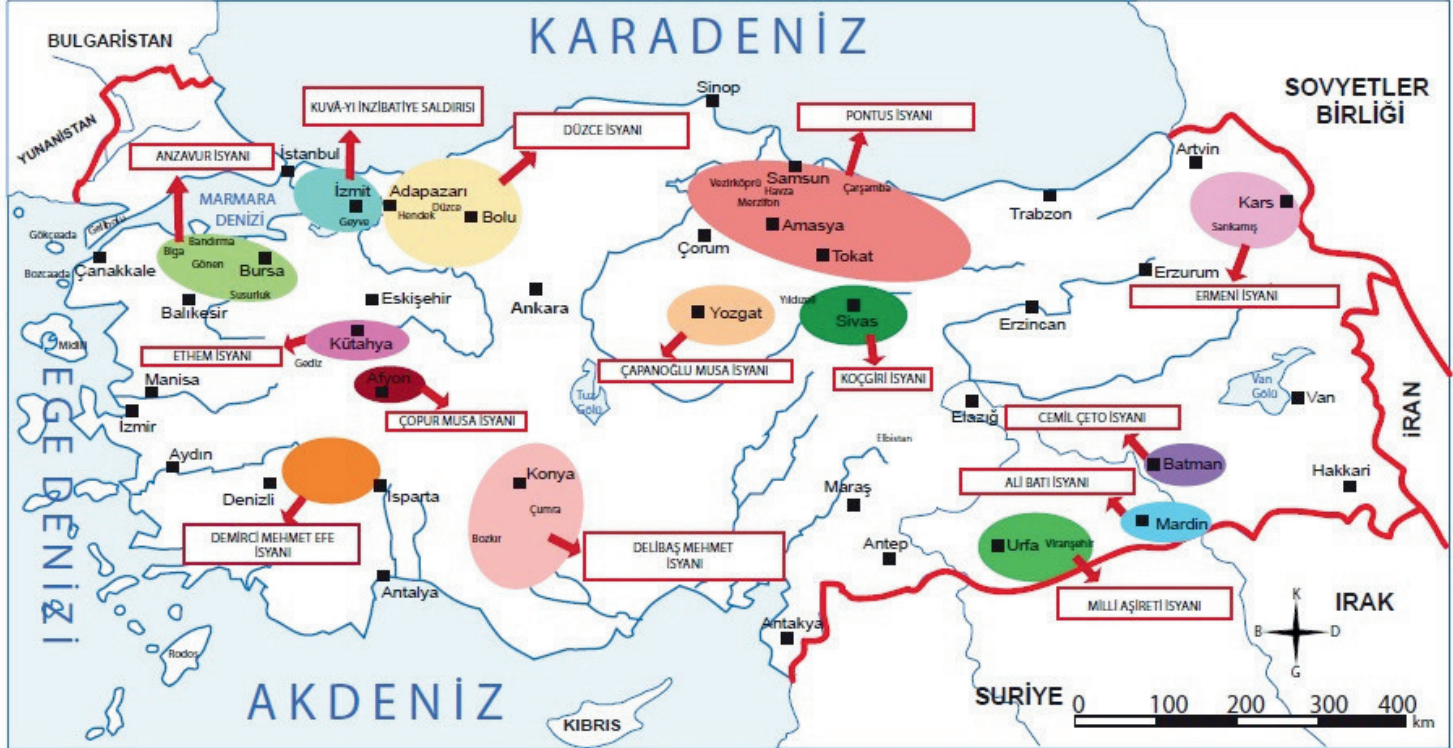 KARADENİZ
BULGARİSTAN
YUNANİSTAN
SOVYETLER
BİRLİĞİ
KUVÂ-YI İNZİBATİYE SALDIRISI
DÜZCE İSYANI
PONTUS İSYANI
ANZAVUR İSYANI
Sinop
Artvin
İstanbul
MARMARA
DENİZİ
İzmit
Geyve
Adapazarı
Hendek
Düzce
Bolu
Samsun
Vezirköprü
Havza
Çarşamba
Merzifon
Amasya
Tokat
Trabzon
Kars
Sarıkamış
Gelibolu
Gökçeada
Bozcaada
Çanakkale
Biga
Bandırma
Gönen
Bursa
Susurluk
Balıkesir
Çorum
Erzurum
ERMENİ İSYANI
Eskişehir
Ankara
Yozgat
Yıldızeli
Sivas
Erzincan
Midilli
ETHEM İSYANI
Kütahya
Gediz
ÇAPANOĞLU MUSA İSYANI
KOÇGİRİ İSYANI
Manisa
Afyon
ÇOPUR MUSA İSYANI
Tuz
Gölü
Van
Gölü
Van
İRAN
İzmir
Elazığ
CEMİL ÇETO İSYANI
EGE DENİZİ
Elbistan
Aydın
Denizli
Isparta
Konya
Çumra
Bozkır
Maraş
Batman
Hakkari
ALİ BATI İSYANI
Mardin
DEMİRCİ MEHMET EFE
İSYANI
DELİBAŞ MEHMET
İSYANI
Antep
Urfa
Viranşehir
Antalya
MİLLİ AŞİRETİ İSYANI
IRAK
K
B
D
G
Antakya
Rodos
AKDENİZ
KIBRIS
SURİYE
0 100 200 300 400
km